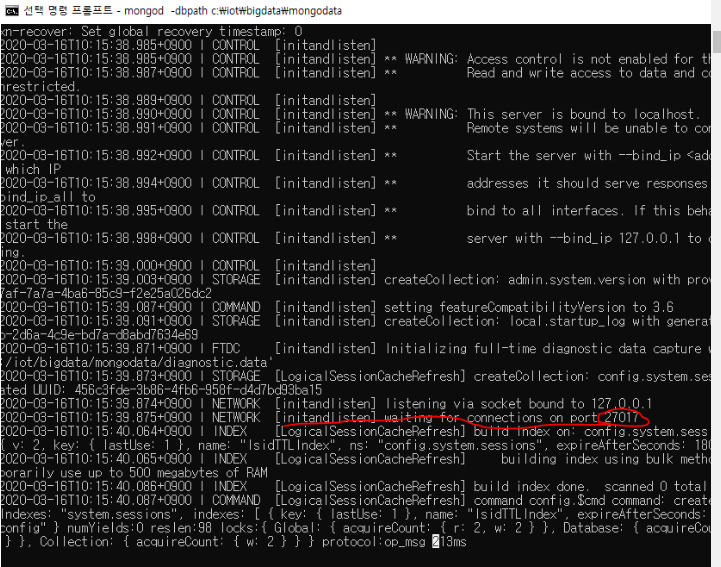 선택 명령 프롬프트 - mongod -dbpath c:\iot\bigdata\mongodata
xn-recover: Set global recovery timestamp: 0
2020-03-16T10:15:38.985+0900 I CONTROL [initandlisten]
2020-03-16T10:15:38.985+0900 I CONTROL [initandlisten] ** WARNING: Access control is not enabled for th
2020-03-16T10:15:38.987+0900 I CONTROL [initandlisten] ** Read and write access to data and co
nrestricted.
2020-03-16T10:15:38.989+0900 I CONTROL [initandlisten]
2020-03-16T10:15:38.990+0900 I CONTROL [initandlisten] ** WARNING: This server is bound to localhost.
2020-03-16T10:15:38.991+0900 I CONTROL [initandlisten] ** Remote systems will be unable to con
ver.
2020-03-16T10:15:38.992+0900 I CONTROL [initandlisten] ** Start the server with --bind_ip <add
which IP
2020-03-16T10:15:38.994+0900 I CONTROL [initandlisten] ** addresses it should serve responses
bind_ip_all to
2020-03-16T10:15:38.995+0900 I CONTROL [initandlisten] ** bind to all interfaces. If this beha
start the
2020-03-16T10:15:38.998+0900 I CONTROL [initandlisten] ** server with --bind_ip 127.0.0.1 to d
ing.
2020-03-16T10:15:39.000+0900 I CONTROL [initandlisten]
2020-03-16T10:15:39.003+0900 I STORAGE [initandlisten] createCollection: admin.system.version with prov
7af-7a7a-4ba6-85c9-f2e25a026dc2
2020-03-16T10:15:39.087+0900 I COMMAND [initandlisten] setting featureCompatibilityVersion to 3.6
2020-03-16T10:15:39.091+0900 I STORAGE [initandlisten] createCollection: local.startup_log with generat
b-2d6a-4c9e-bd7a-d6abd7634e69
2020-03-16T10:15:39.871+0900 I FTDC [initandlisten] Initializing full-time diagnostic data capture w
:/iot/bigdata/mongodata/diagnostic.data'
2020-03-16T10:15:39.873+0900 I STORAGE [LogicalSessionCacheRefresh] createCollection: config.system.ses
ated UUID: 456c3fde-3b86-4fb6-958f-d4d7bd93ba15
2020-03-16T10:15:39.874+0900 I NETWORK [initandlisten] listening via socket bound to 127.0.0.1
2020-03-16T10:15:39.875+0900 I NETWORK [initandlisten] waiting for connections on port 27017
2020-03-16T10:15:40.064+0900 I INDEX [LogicalSessionCacheRefresh] build index on: config.system.sess
{ v: 2, key: { lastUse: 1 }, name: "lsidTTLIndex", ns: "config.system.sessions", expireAfterSeconds: 180
2020-03-16T10:15:40.065+0900 I INDEX [LogicalSessionCacheRefresh] building index using bulk metho
porarily use up to 500 megabytes of RAM
2020-03-16T10:15:40.086+0900 I INDEX [LogicalSessionCacheRefresh] build index done. scanned 0 total
2020-03-16T10:15:40.087+0900 I COMMAND [LogicalSessionCacheRefresh] command config.$cmd command: create
Indexes: "system.sessions", indexes: [ { key: { lastUse: 1 }, name: "lsidTTLIndex", expireAfterSeconds:
config" } numYields:0 reslen:98 locks:{ Global: { acquireCount: { r: 2, w: 2 } }, Database: { acquireCou
} }, Collection: { acquireCount: { w: 2 } } } protocol:op_msg 213ms